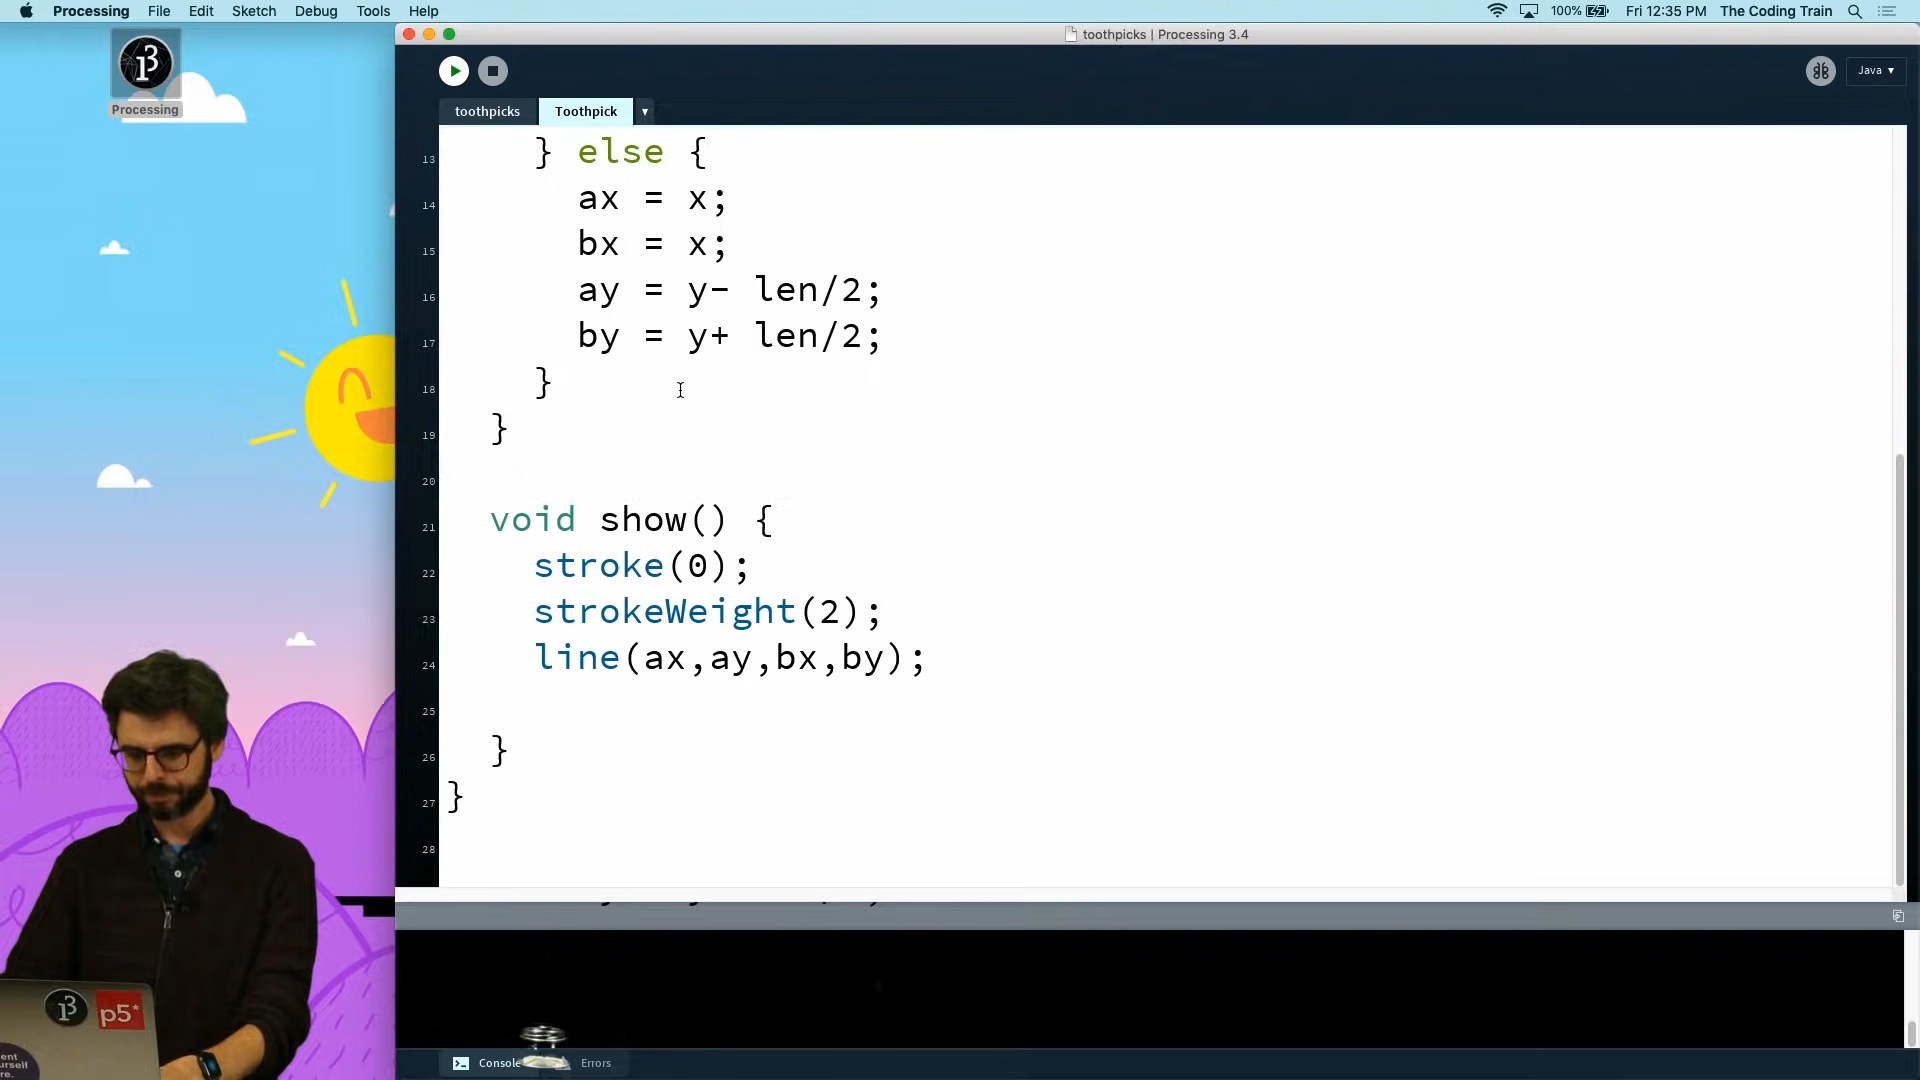 Processing File Edit Sketch Debug Tools Help
100% Fri 12:35 PM The Coding Train
Processing
toothpicks | Processing 3.4
Java ▾
toothpicks Toothpick ▾
13 } else {
14 ax = x;
15 bx = x;
16 ay = y- len/2;
17 by = y+ len/2;
18 }
19 }
20
21 void show() {
22 stroke(0);
23 strokeWeight(2);
24 line(ax,ay,bx,by);
25
26 }
27 }
28
p5*
Console Errors